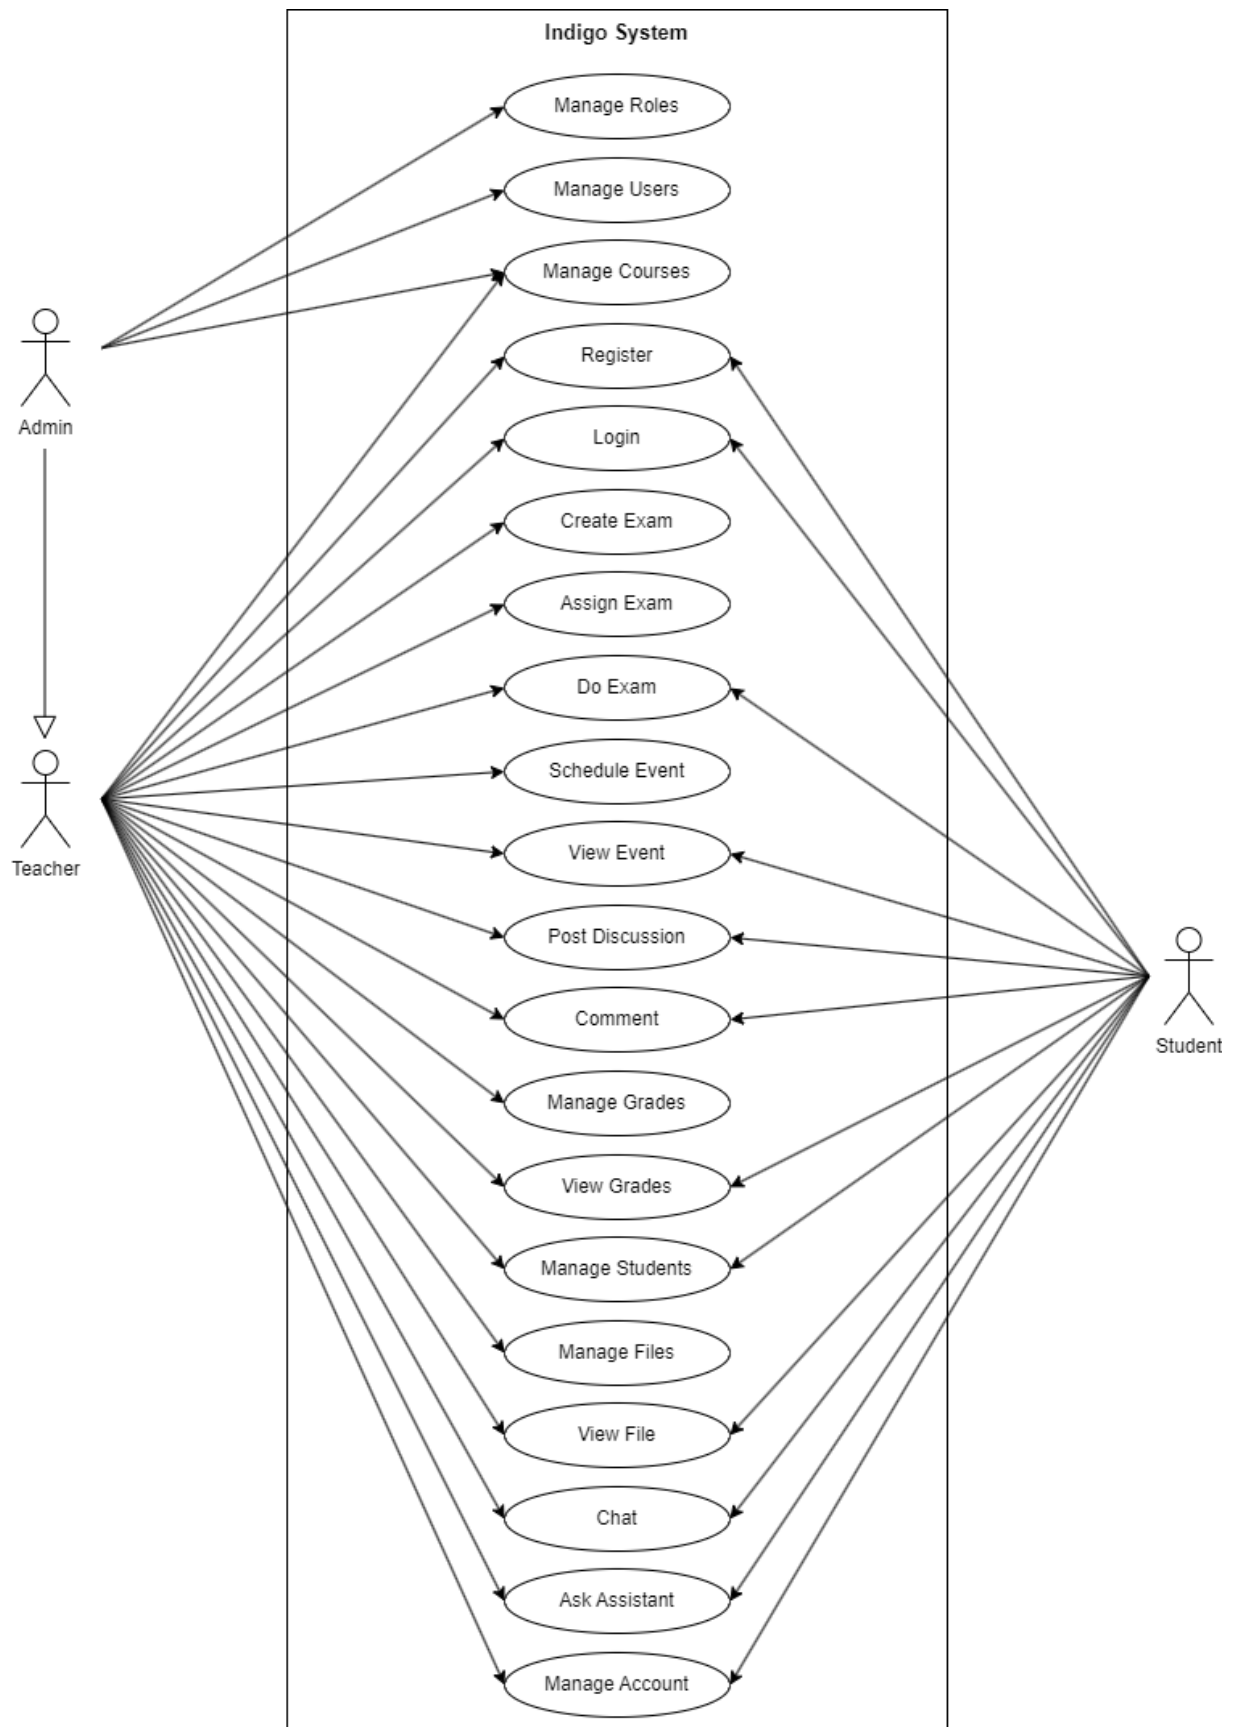 Indigo System
Manage Roles
Manage Users
Manage Courses
Register
Admin
Login
Create Exam
Assign Exam
Do Exam
Schedule Event
View Event
Teacher
Post Discussion
Comment
Student
Manage Grades
View Grades
Manage Students
Manage Files
View File
Chat
Ask Assistant
Manage Account